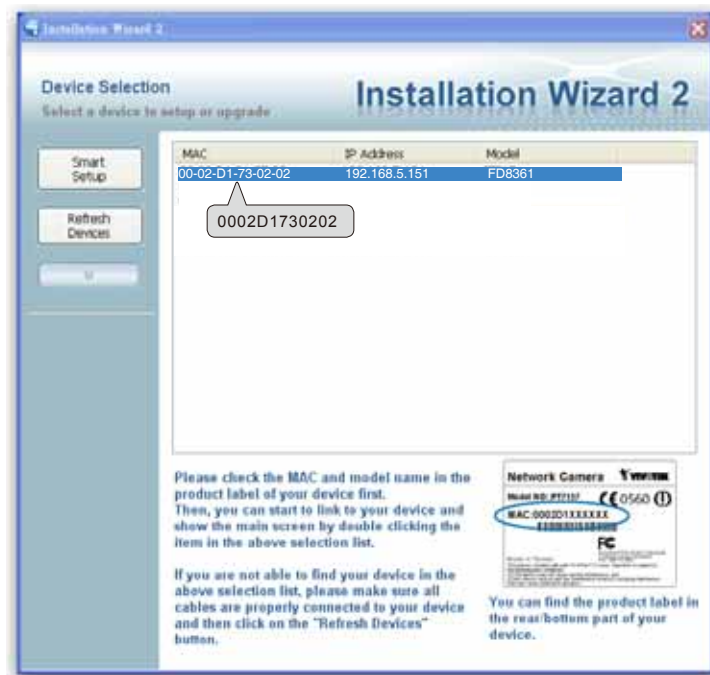 Installation Wizard 2
Device Selection
Select a device to setup or upgrade
Installation Wizard 2
Smart
Setup
Refresh
Devices
MAC IP Address Model
00-02-D1-73-02-02 192.168.5.151 FD8361
0002D1730202
Please check the MAC and model name in the
product label of your device first.
Then, you can start to link to your device and
show the main screen by double clicking the
item in the above selection list.
If you are not able to find your device in the
above selection list, please make sure all
cables are properly connected to your device
and then click on the "Refresh Devices"
button.
Network Camera VIVOTEK
Model NO: PT7137 CE 0560
MAC:0002D1XXXXXX
FC
You can find the product label in
the rear/bottom part of your
device.